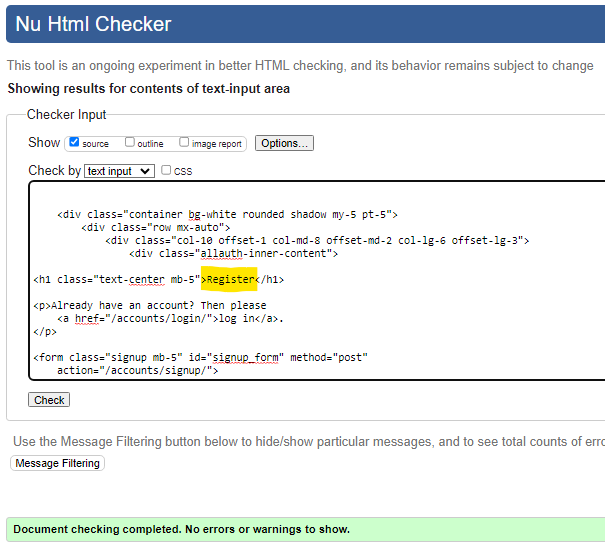 Nu Html Checker
This tool is an ongoing experiment in better HTML checking, and its behavior remains subject to change
Showing results for contents of text-input area
Checker Input
Show source outline image report Options...
Check by text input CSS
<div class="container bg-white rounded shadow my-5 pt-5">
<div class="row mx-auto">
<div class="col-10 offset-1 col-md-8 offset-md-2 col-lg-6 offset-lg-3">
<div class="allauth-inner-content">
<h1 class="text-center mb-5">Register</h1>
<p>Already have an account? Then please
<a href="/accounts/login/">log in</a>.
</p>
<form class="signup mb-5" id="signup_form" method="post"
action="/accounts/signup/">
Check
Use the Message Filtering button below to hide/show particular messages, and to see total counts of erro
Message Filtering
Document checking completed. No errors or warnings to show.